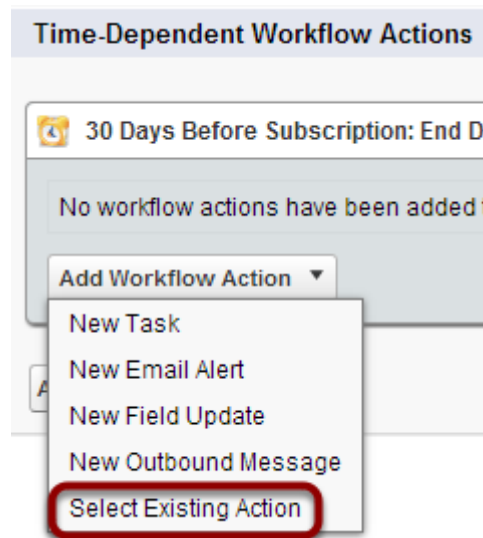 Time-Dependent Workflow Actions
30 Days Before Subscription: End
No workflow actions have been added
Add Workflow Action
New Task
New Email Alert
New Field Update
New Outbound Message
Select Existing Action